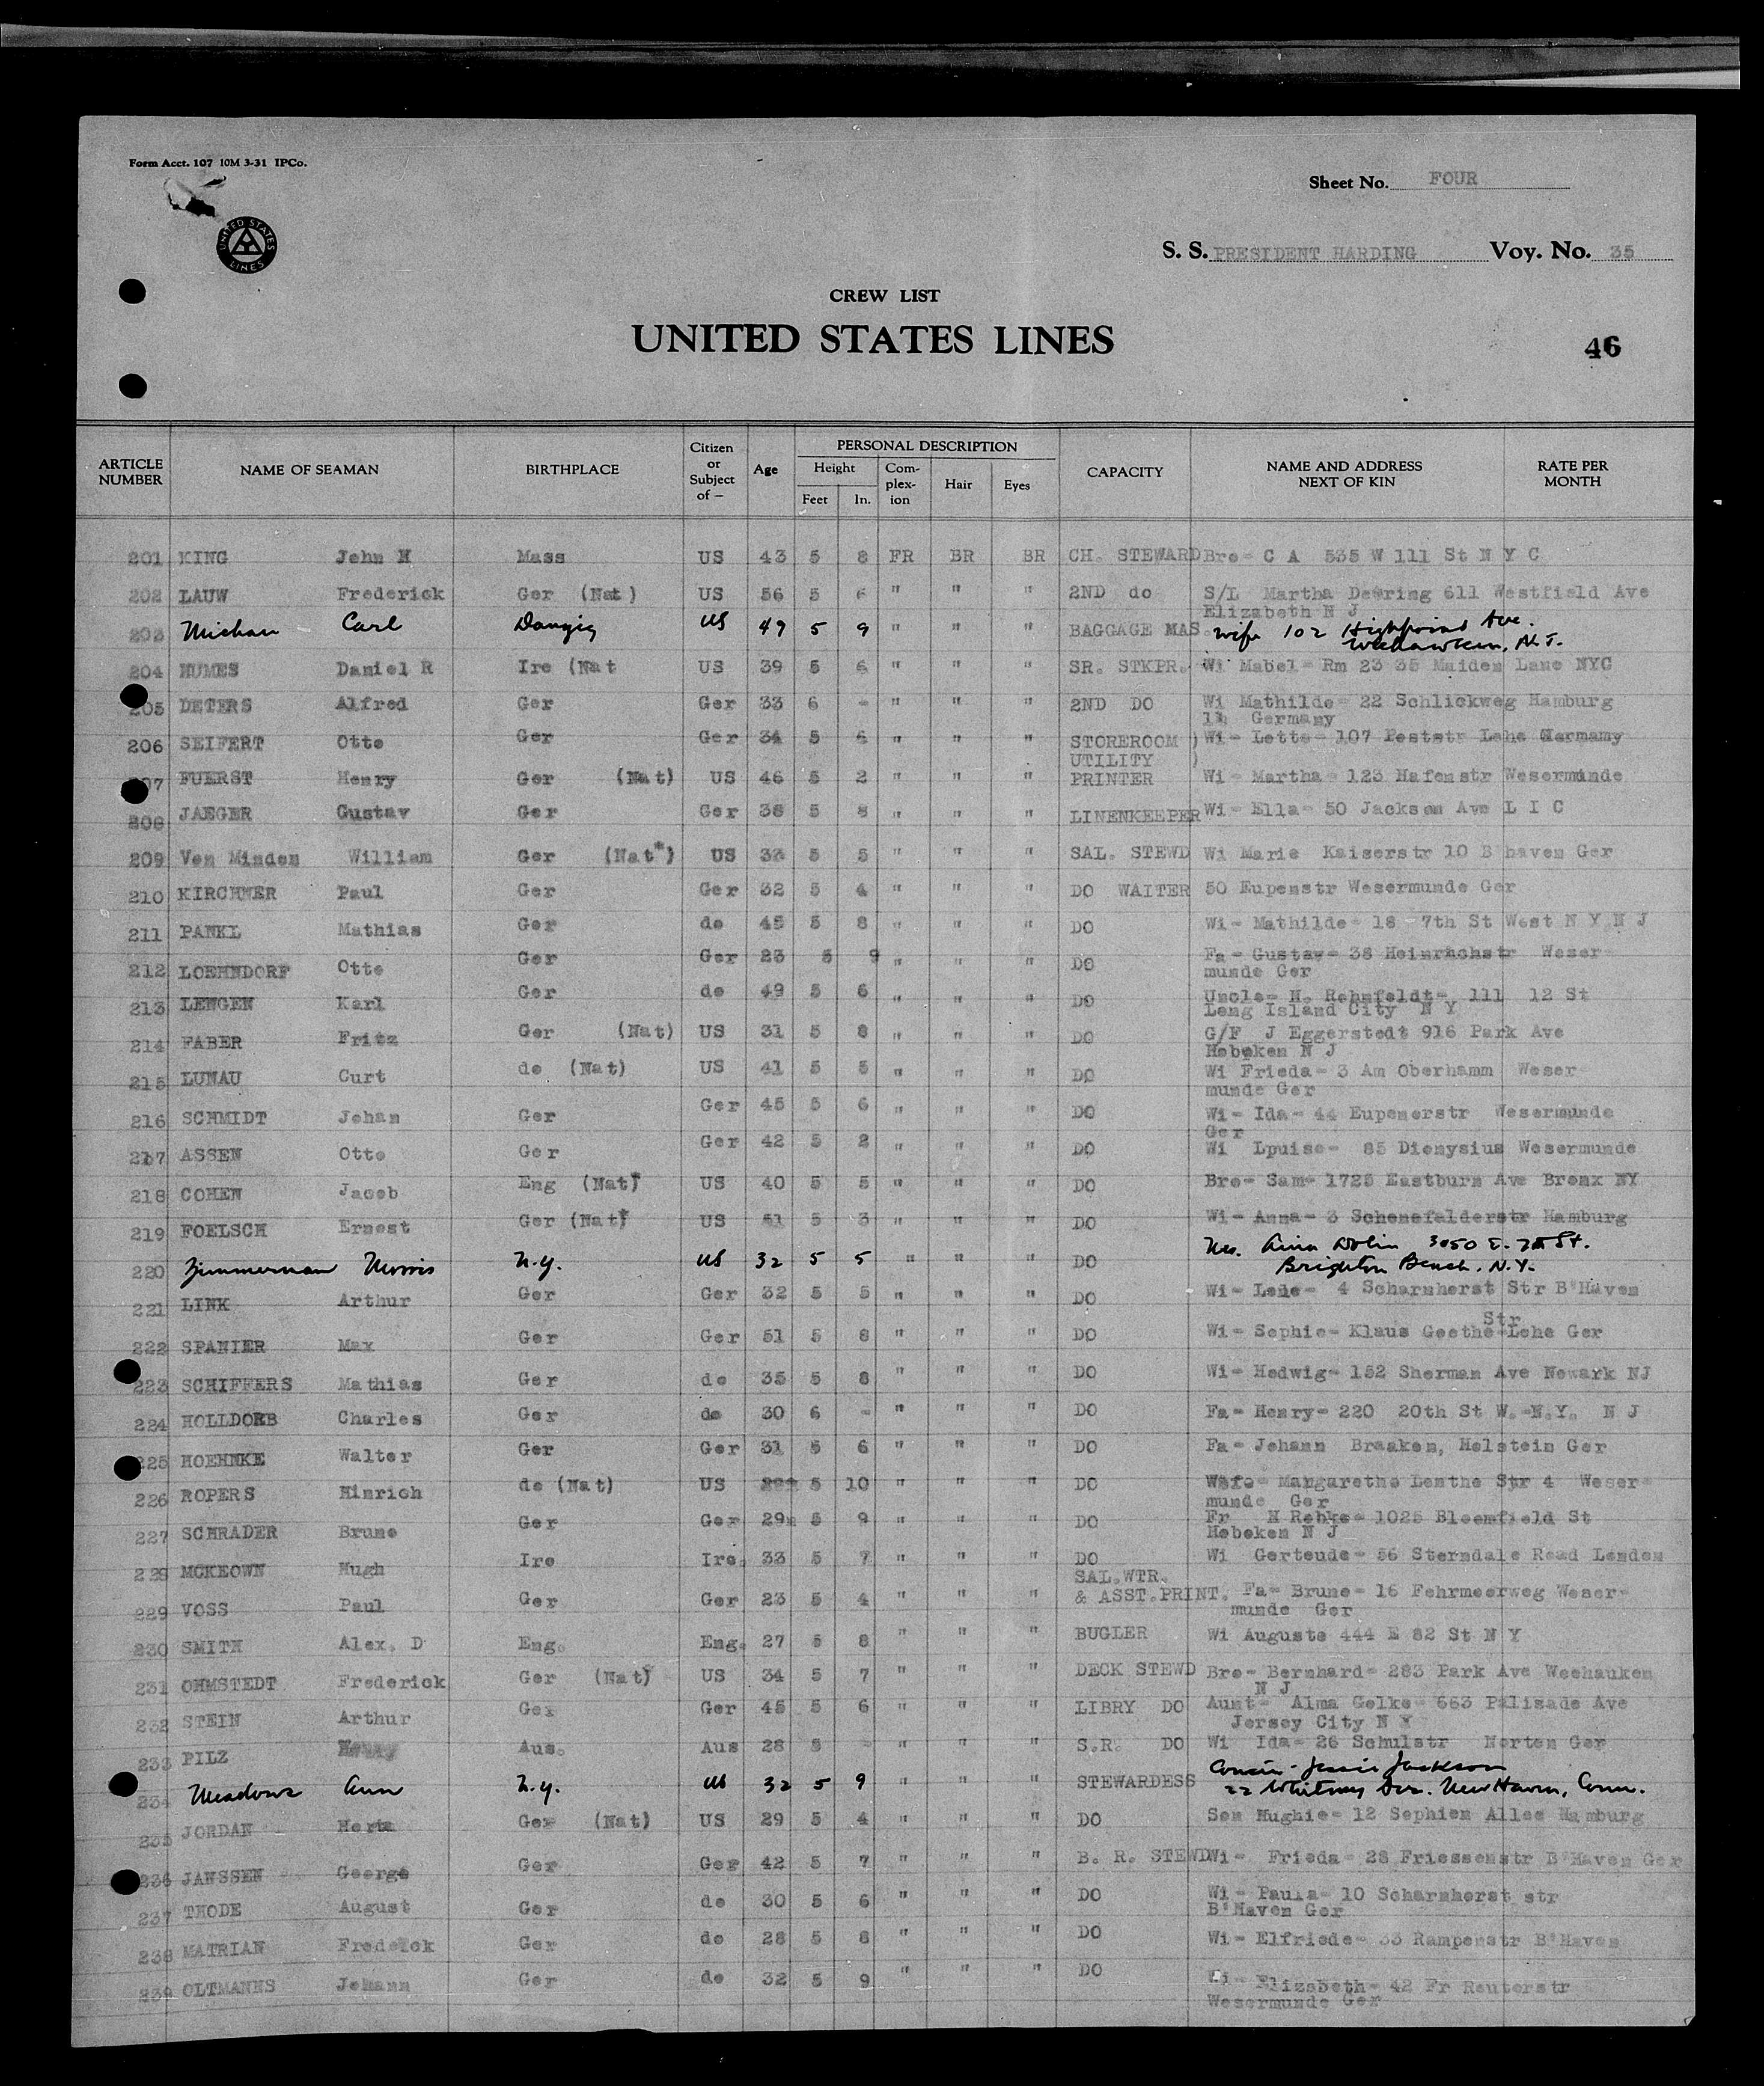 Form Acct. 107 10M 3-31 IPCo.
Sheet No. FOUR
UNITED STATES LINES
S. S. PRESIDENT HARDING Voy. No. 35
CREW LIST
UNITED STATES LINES
46
ARTICLE NUMBER NAME OF SEAMAN BIRTHPLACE Citizen or Subject of — Age PERSONAL DESCRIPTION Height Feet In. Com-plex-ion Hair Eyes CAPACITY NAME AND ADDRESS NEXT OF KIN RATE PER MONTH
201 KING John H Mass US 43 5 8 FR BR BR CH. STEWARD Bro- C A 535 W 111 St N Y C
202 LAUW Frederick Ger (Nat) US 56 5 6 " " " 2ND do S/L Martha Dewring 611 Westfield Ave
Elizabeth N J
203 Michau Carl Danzig US 49 5 9 " " " BAGGAGE MAS. Wife 102 Highpoint Ave.
Weehawken, N.J.
204 HUMES Daniel R Ire (Nat US 39 5 6 " " " SR. STKPR. Wi Mabel- Rm 23 35 Maiden Lane NYC
205 DETERS Alfred Ger Ger 33 6 - " " " 2ND DO Wi Mathilde- 22 Schlickweg Hamburg
Germany
206 SEIFERT Otto Ger Ger 34 5 6 " " " STOREROOM ) Wi- Lotte- 107 Poststr Lehe Germamy
UTILITY )
207 FUERST Henry Ger (Nat) US 46 5 2 " " " PRINTER Wi- Martha- 123 Hafenstr Wesermunde
208 JAEGER Gustav Ger Ger 38 5 8 " " " LINENKEEPER Wi- Ella- 50 Jackson Ave L I C
209 Von Minden William Ger (Nat*) US 33 5 5 " " " SAL. STEWD Wi Marie Kaiserstr 10 B haven Ger
210 KIRCHNER Paul Ger Ger 32 5 4 " " " DO WAITER 50 Eupenstr Wesermunde Ger
211 PANKL Mathias Ger do 45 5 8 " " " DO Wi- Mathilde- 18 7th St West N Y N J
212 LOEHNDORF Otto Ger Ger 23 5 9 " " " DO Fa- Gustav- 38 Heinrichstr Weser-
munde Ger
213 LENGEN Karl Ger do 49 5 6 " " " DO Uncle- H. Rehnfeldt- 111 12 St
Long Island City N Y
214 FABER Fritz Ger (Nat) US 31 5 8 " " " DO G/F J Eggerstedt 916 Park Ave
Hoboken N J
215 LUNAU Curt do (Nat) US 41 5 5 " " " DO Wi Frieda- 3 Am Oberhamm Weser-
munde Ger
216 SCHMIDT Johan Ger Ger 45 5 6 " " " DO Wi- Ida- 44 Eupenerstr Wesermunde
Ger
217 ASSEN Otto Ger Ger 42 5 2 " " " DO Wi Lpuise- 85 Dionysius Wesermunde
218 COHEN Jacob Eng (Nat)* US 40 5 5 " " " DO Bro- Sam- 1725 Eastburn Ave Bronx NY
219 FOELSCH Ernest Ger (Nat)* US 51 5 3 " " " DO Wi- Anna- 3 Schenefelderstr Hamburg
220 Zimmerman Morris N.Y. US 32 5 5 " " " DO 3050 E. 7th St.
Brighton Beach, N.Y.
221 LINK Arthur Ger Ger 32 5 5 " " " DO Wi- Lene- 4 Scharnhorst Str B'Haven
222 SPANIER Max Ger Ger 51 5 8 " " " DO Wi- Sophie- Klaus Goethe Str Lehe Ger
223 SCHIFFERS Mathias Ger do 35 5 8 " " " DO Wi- Hedwig- 152 Sherman Ave Newark NJ
224 HOLLDORB Charles Ger do 30 6 - " " " DO Fa- Henry- 220 20th St W. N.Y. N J
225 HOEHNKE Walter Ger Ger 31 5 6 " " " DO Fa- Johann Braaken, Holstein Ger
226 ROPERS Hinrich do (Nat) US 5 10 " " " DO Wife- Margarethe Lenthe Str 4 Weser-
munde Ger
227 SCHRADER Bruno Ger Ger 29 5 9 " " " DO Fr H Rebke- 1025 Bloomfield St
Hoboken N J
228 MCKEOWN Hugh Ire Ire. 33 5 7 " " " DO Wi Gerteude- 56 Sterndale Road London
229 VOSS Paul Ger Ger 23 5 4 " " " SAL.WTR. & ASST.PRINT. Fa- Bruno- 16 Fehrmoorweg Weser-
munde Ger
230 SMITH Alex. D Eng. Eng. 27 5 8 " " " BUGLER Wi Auguste 444 E 82 St N Y
231 OHMSTEDT Frederick Ger (Nat) US 34 5 7 " " " DECK STEWD Bro- Bernhard- 283 Park Ave Weehauken
N J
232 STEIN Arthur Ger Ger 45 5 6 " " " LIBRY DO Aunt- Alma Gelke- 663 Palisade Ave
Jersey City N Y
233 PILZ Henry Aus. Aus 28 5 - " " " S.R. DO Wi Ida- 26 Schulstr Norten Ger
234 Meadows Ann N.Y. US 32 5 9 " " " STEWARDESS Cousin - Jessie Jackson
22 Whitney Ave. New Haven, Conn.
235 JORDAN Herta Ger (Nat) US 29 5 4 " " " DO Son Hughie- 12 Sophien Allee Hamburg
236 JANSSEN George Ger Ger 42 5 7 " " " B. R. STEWD Wi- Frieda- 28 Friessenstr B'Haven Ger
237 THODE August Ger do 30 5 6 " " " DO Wi- Paula- 10 Scharnhorst str
B'Haven Ger
238 MATRIAN Fredeick Ger do 28 5 8 " " " DO Wi- Elfriede- 33 Rampenstr B'Haven
239 OLTMANNS Johann Ger do 32 5 9 " " " DO Wi- Elizabeth- 42 Fr Reuterstr
Wesermunde Ger